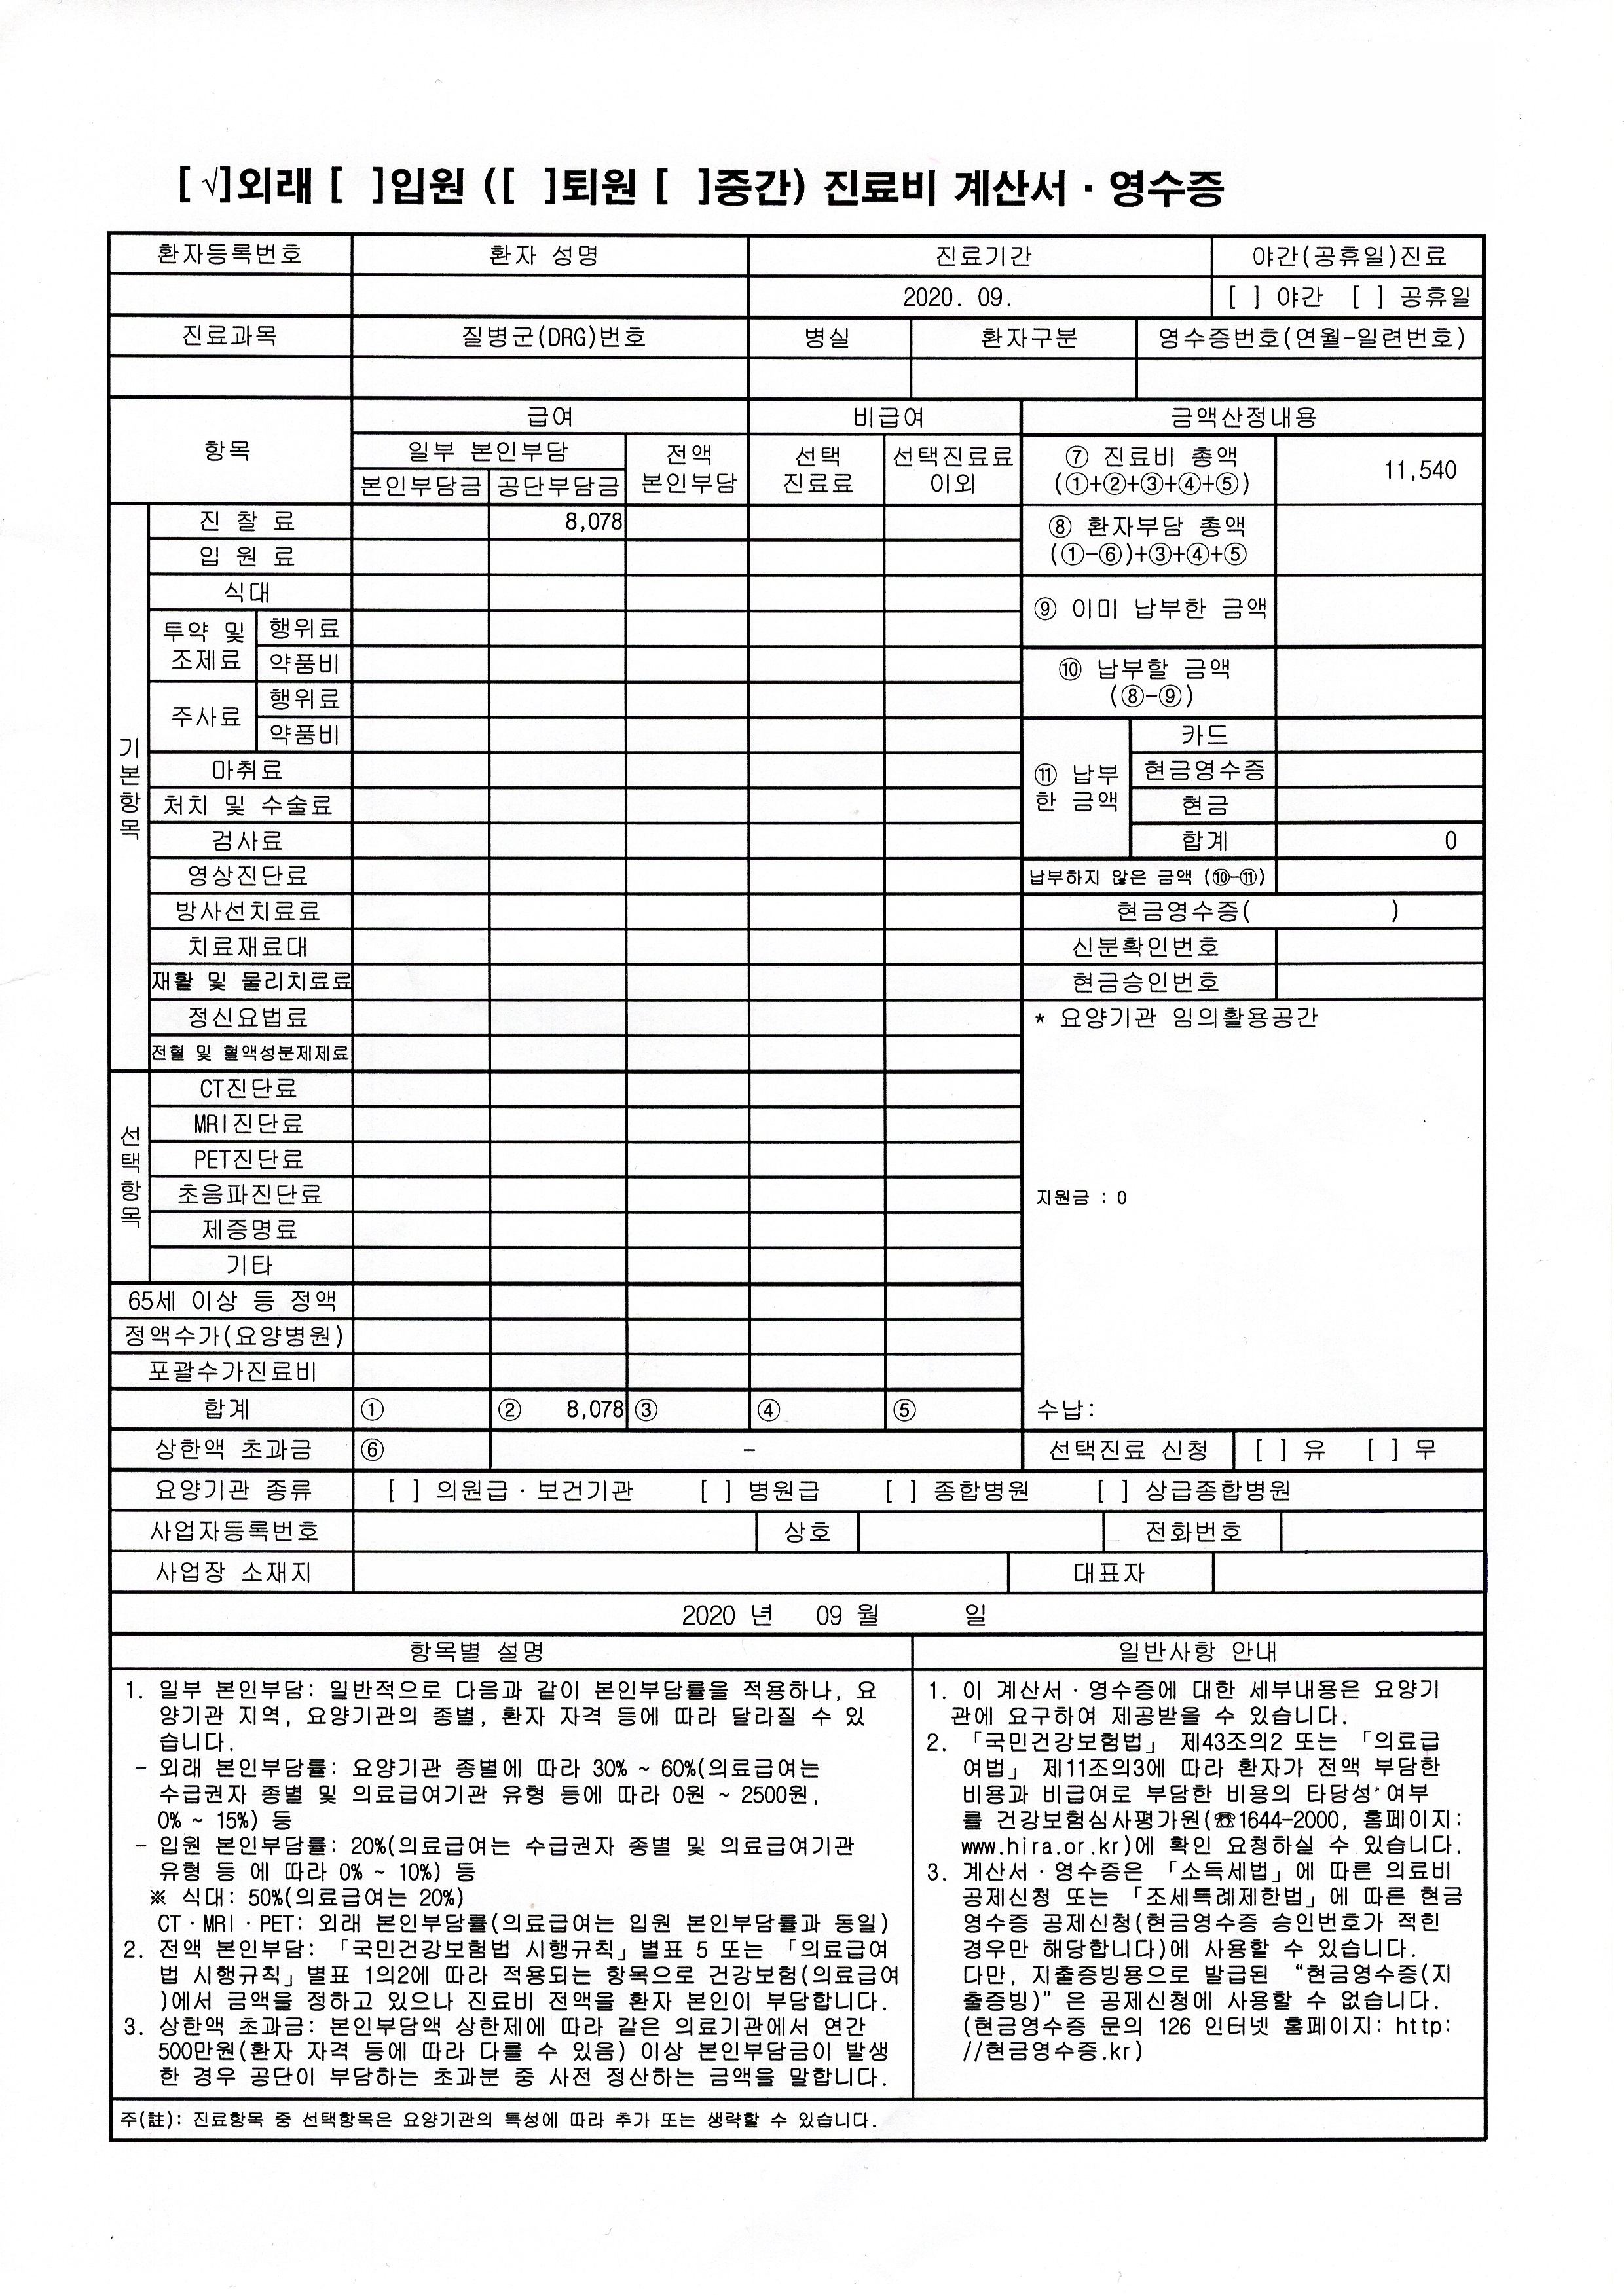 [ √]외래 [  ]입원 ([  ]퇴원 [  ]중간) 진료비 계산서 · 영수증
환자등록번호 환자 성명 진료기간 야간(공휴일)진료
2020. 09. [ ] 야간 [ ] 공휴일
진료과목 질병군(DRG)번호 병실 환자구분 영수증번호(연월-일련번호)
항목 급여 비급여 금액산정내용
일부 본인부담 전액 본인부담 선택 진료료 선택진료료 이외 ⑦ 진료비 총액 (①+②+③+④+⑤) 11,540
본인부담금 공단부담금
기본항목
진 찰 료 8,078 ⑧ 환자부담 총액 (①-⑥)+③+④+⑤
입 원 료
식대 ⑨ 이미 납부한 금액
투약 및 조제료 행위료
약품비 ⑩ 납부할 금액 (⑧-⑨)
주사료 행위료
약품비 ⑪ 납부한 금액 카드
마취료 현금영수증
처치 및 수술료 현금
검사료 합계 0
영상진단료 납부하지 않은 금액 (⑩-⑪)
방사선치료료 현금영수증( )
치료재료대 신분확인번호
재활 및 물리치료료 현금승인번호
정신요법료 * 요양기관 임의활용공간
전혈 및 혈액성분제제료
선택항목
CT진단료
MRI진단료
PET진단료
초음파진단료 지원금 : 0
제증명료
기타
65세 이상 등 정액
정액수가(요양병원)
포괄수가진료비
합계 ① ② 8,078 ③ ④ ⑤ 수납:
상한액 초과금 ⑥ - 선택진료 신청 [ ] 유 [ ] 무
요양기관 종류 [ ] 의원급 · 보건기관 [ ] 병원급 [ ] 종합병원 [ ] 상급종합병원
사업자등록번호 상호 전화번호
사업장 소재지 대표자
2020 년 09 월 일
항목별 설명
1. 일부 본인부담: 일반적으로 다음과 같이 본인부담률을 적용하나, 요
양기관 지역, 요양기관의 종별, 환자 자격 등에 따라 달라질 수 있
습니다.
- 외래 본인부담률: 요양기관 종별에 따라 30% ~ 60%(의료급여는
수급권자 종별 및 의료급여기관 유형 등에 따라 0원 ~ 2500원,
0% ~ 15%) 등
- 입원 본인부담률: 20%(의료급여는 수급권자 종별 및 의료급여기관
유형 등 에 따라 0% ~ 10%) 등
※ 식대: 50%(의료급여는 20%)
CT · MRI · PET: 외래 본인부담률(의료급여는 입원 본인부담률과 동일)
2. 전액 본인부담: 「국민건강보험법 시행규칙」별표 5 또는 「의료급여
법 시행규칙」별표 1의2에 따라 적용되는 항목으로 건강보험(의료급여
)에서 금액을 정하고 있으나 진료비 전액을 환자 본인이 부담합니다.
3. 상한액 초과금: 본인부담액 상한제에 따라 같은 의료기관에서 연간
500만원(환자 자격 등에 따라 다를 수 있음) 이상 본인부담금이 발생
한 경우 공단이 부담하는 초과분 중 사전 정산하는 금액을 말합니다.
일반사항 안내
1. 이 계산서 · 영수증에 대한 세부내용은 요양기
관에 요구하여 제공받을 수 있습니다.
2. 「국민건강보험법」 제43조의2 또는 「의료급
여법」 제11조의3에 따라 환자가 전액 부담한
비용과 비급여로 부담한 비용의 타당성 여부
를 건강보험심사평가원(☎1644-2000, 홈페이지:
www.hira.or.kr)에 확인 요청하실 수 있습니다.
3. 계산서 · 영수증은 「소득세법」에 따른 의료비
공제신청 또는 「조세특례제한법」에 따른 현금
영수증 공제신청(현금영수증 승인번호가 적힌
경우만 해당합니다)에 사용할 수 있습니다.
다만, 지출증빙용으로 발급된 “현금영수증(지
출증빙)” 은 공제신청에 사용할 수 없습니다.
(현금영수증 문의 126 인터넷 홈페이지: http:
//현금영수증.kr)
주(註): 진료항목 중 선택항목은 요양기관의 특성에 따라 추가 또는 생략할 수 있습니다.